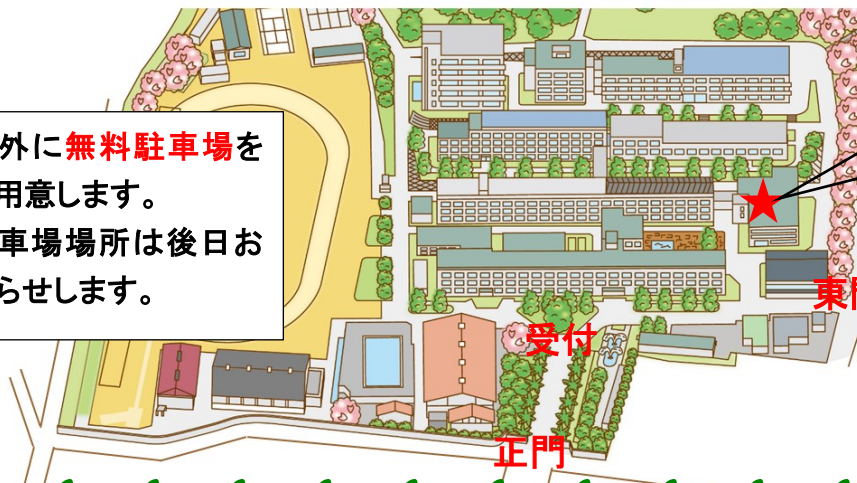 外に無料駐車場を
用意します。
車場場所は後日お
らせします。
東
受付
正門